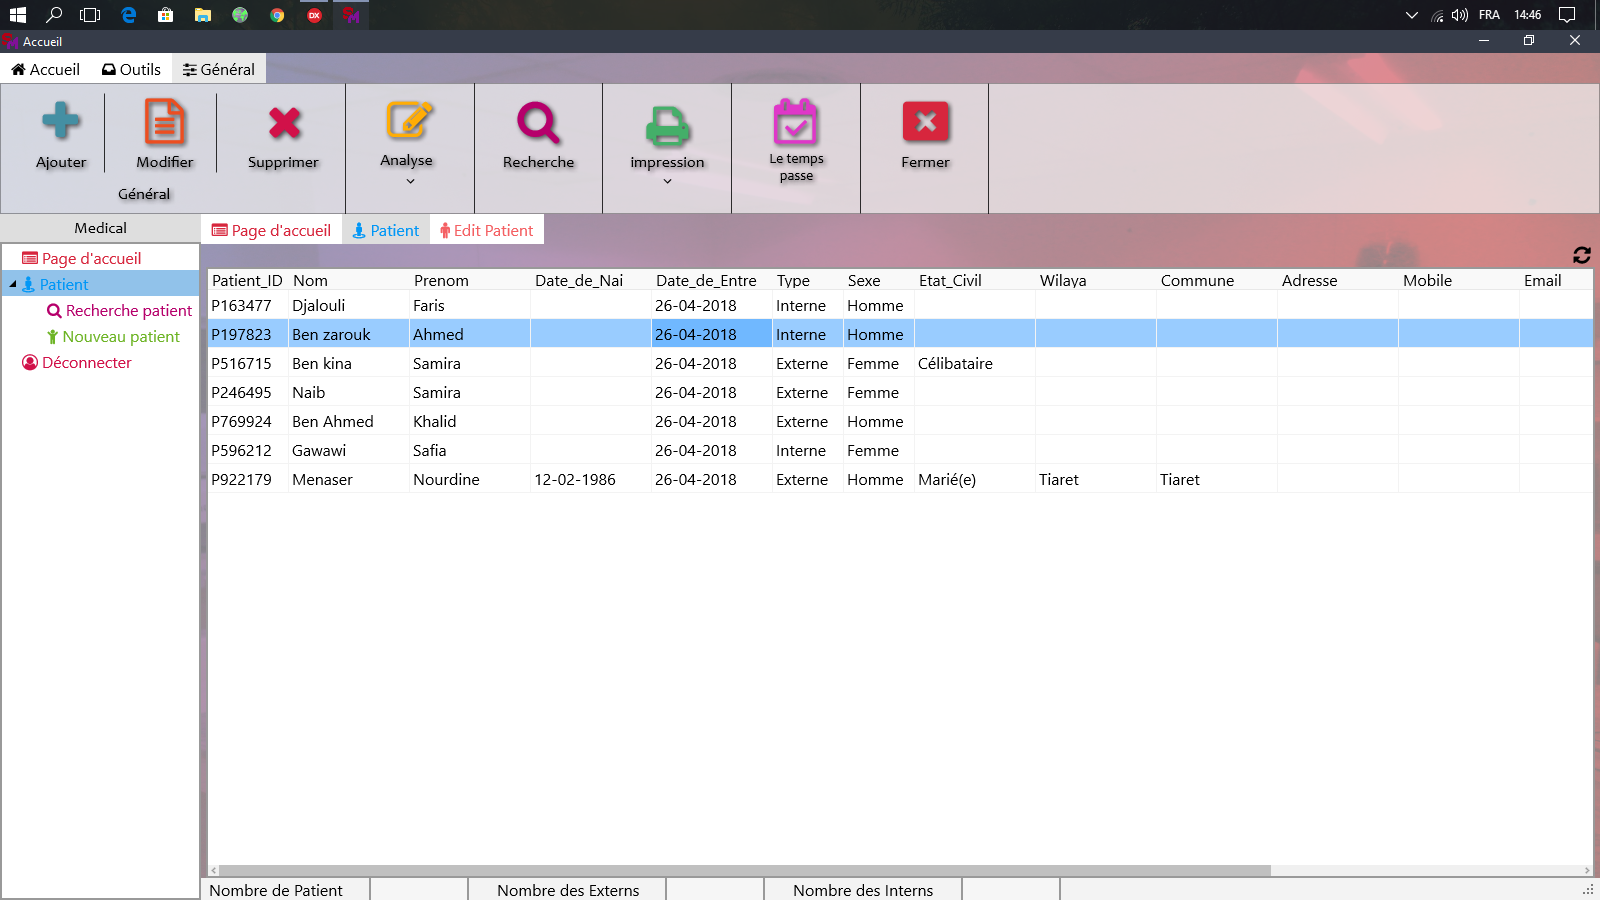 FRA 14:46
Accueil
Accueil Outils Général
Ajouter Modifier Supprimer Analyse Recherche impression Le temps passe Fermer
Général
Medical
Page d'accueil Patient Edit Patient
Page d'accueil
Patient
Recherche patient
Nouveau patient
Déconnecter
Patient_ID Nom Prenom Date_de_Nai Date_de_Entre Type Sexe Etat_Civil Wilaya Commune Adresse Mobile Email
P163477 Djalouli Faris 26-04-2018 Interne Homme
P197823 Ben zarouk Ahmed 26-04-2018 Interne Homme
P516715 Ben kina Samira 26-04-2018 Externe Femme Célibataire
P246495 Naib Samira 26-04-2018 Externe Femme
P769924 Ben Ahmed Khalid 26-04-2018 Externe Homme
P596212 Gawawi Safia 26-04-2018 Interne Femme
P922179 Menaser Nourdine 12-02-1986 26-04-2018 Externe Homme Marié(e) Tiaret Tiaret
Nombre de Patient Nombre des Externs Nombre des Interns